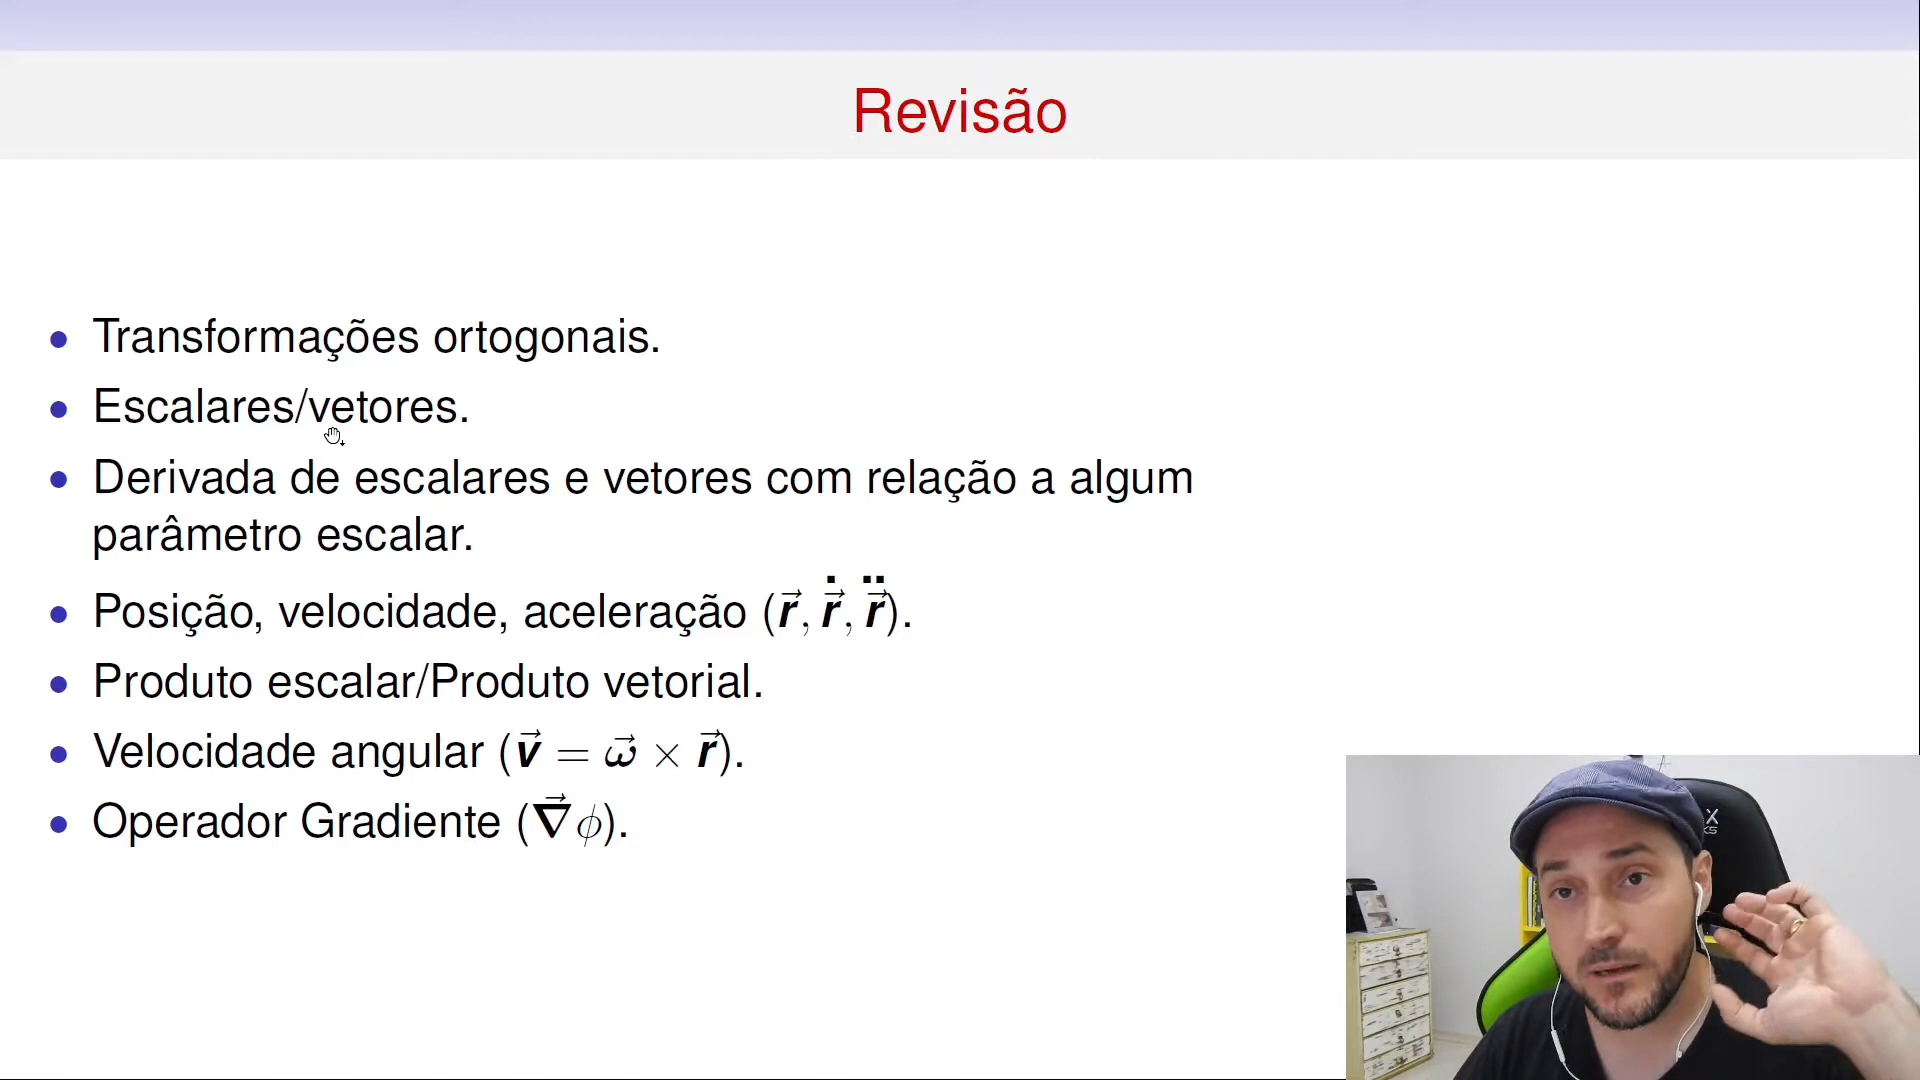 Revisão
• Transformações ortogonais.
• Escalares/vetores.
• Derivada de escalares e vetores com relação a algum
parâmetro escalar.
• Posição, velocidade, aceleração (r⃗, ṙ⃗, r̈⃗).
• Produto escalar/Produto vetorial.
• Velocidade angular (v⃗ = ω⃗ × r⃗).
• Operador Gradiente (∇⃗ϕ).